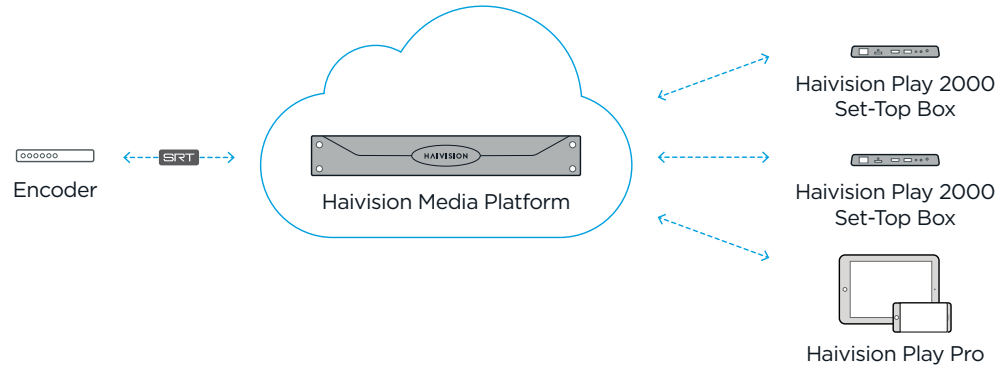 Encoder
SRT
HAIVISION
Haivision Media Platform
Haivision Play 2000
Set-Top Box
Haivision Play 2000
Set-Top Box
Haivision Play Pro